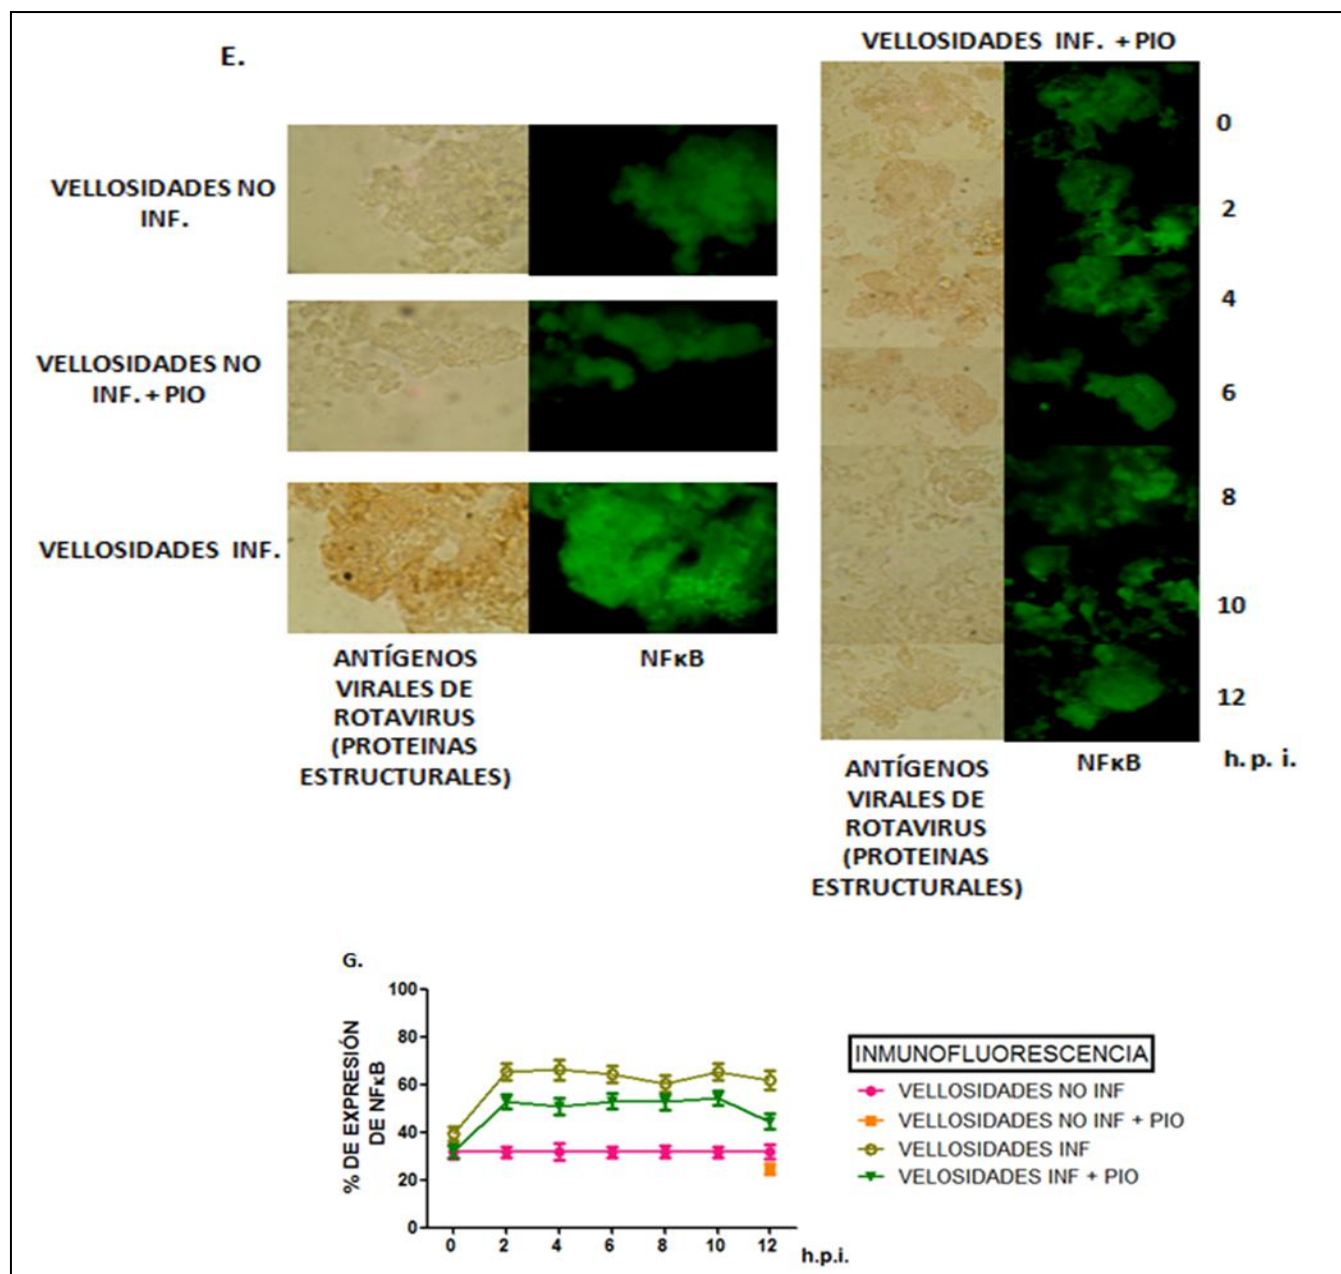 E.
VELLOSIDADES NO
INF.
VELLOSIDADES NO
INF. + PIO
VELLOSIDADES INF.
ANTÍGENOS
VIRALES DE
ROTAVIRUS
(PROTEINAS
ESTRUCTURALES)
NFκB
VELLOSIDADES INF. + PIO
0
2
4
6
8
10
12
h. p. i.
ANTÍGENOS
VIRALES DE
ROTAVIRUS
(PROTEINAS
ESTRUCTURALES)
NFκB
G.
% DE EXPRESIÓN
DE NFκB
100
80
60
40
20
0
0 2 4 6 8 10 12
h.p.i.
INMUNOFLUORESCENCIA
VELLOSIDADES NO INF
VELLOSIDADES NO INF + PIO
VELLOSIDADES INF
VELOSIDADES INF + PIO